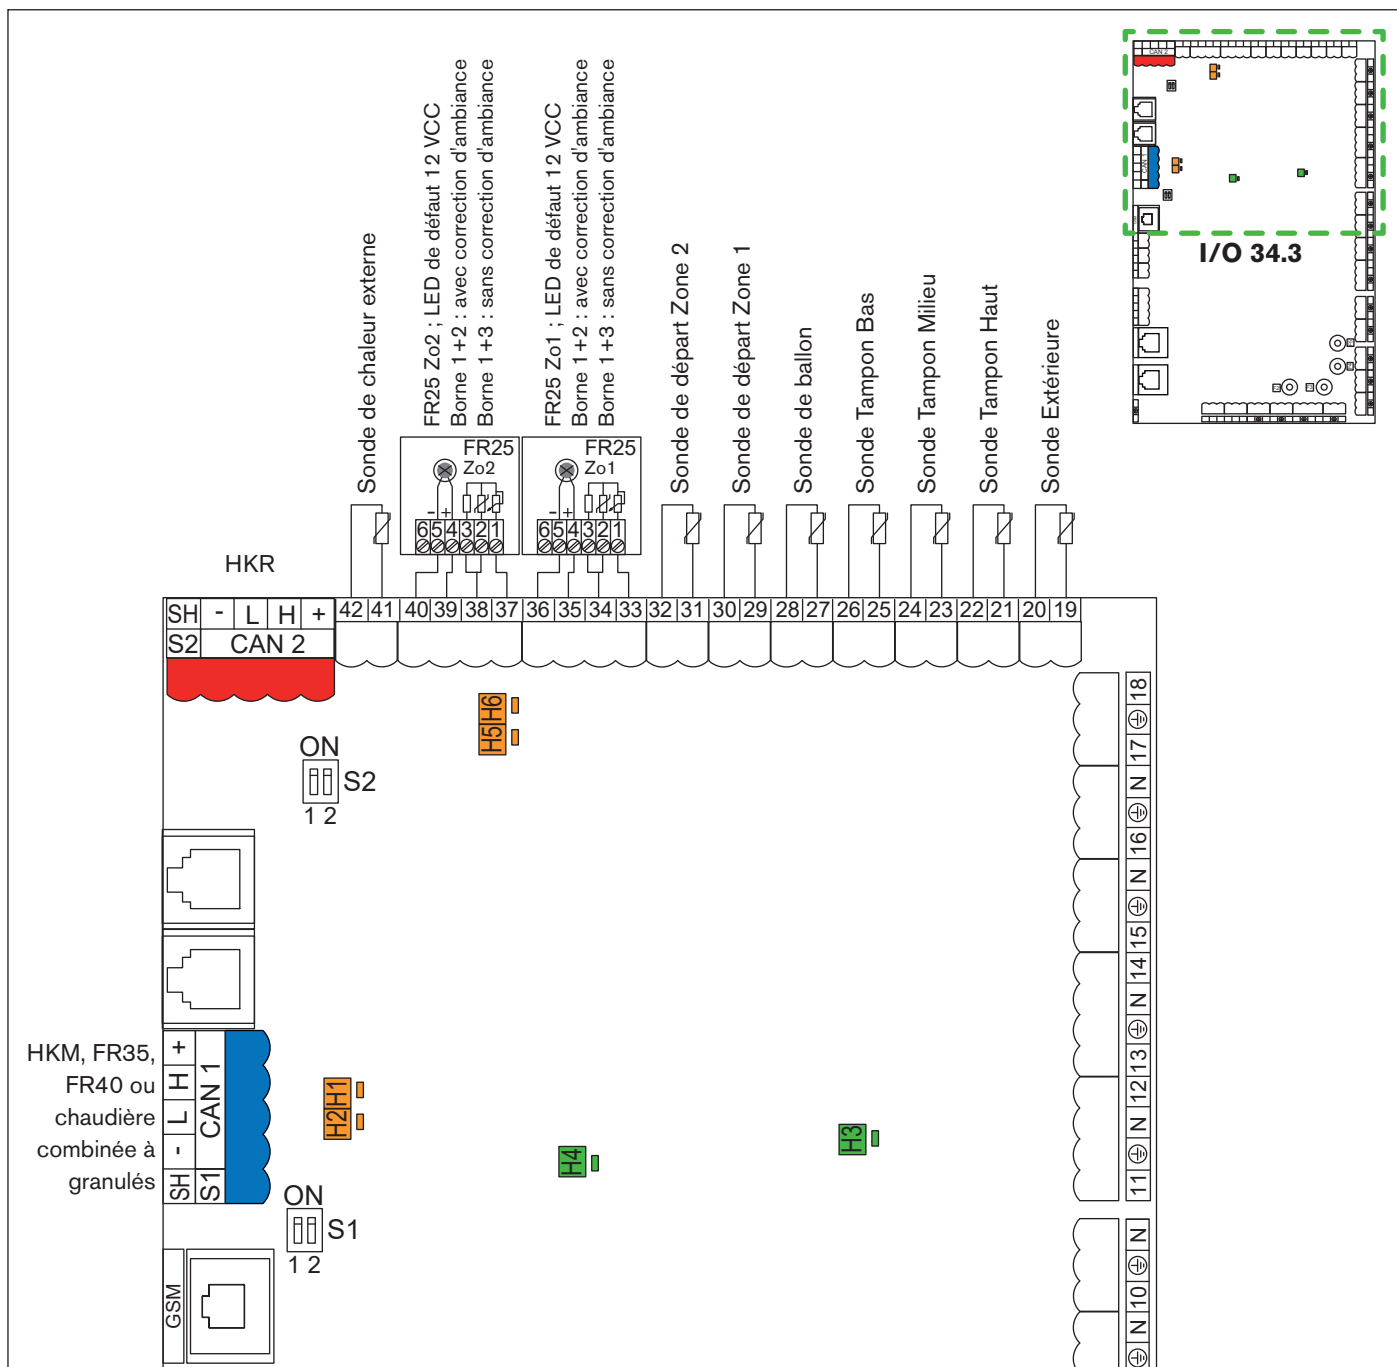 CAN 2
CAN 1
I/O 34.3
Sonde de chaleur externe
FR25 Zo2 ; LED de défaut 12 VCC
Borne 1+2 : avec correction d'ambiance
Borne 1+3 : sans correction d'ambiance
FR25 Zo1 ; LED de défaut 12 VCC
Borne 1+2 : avec correction d'ambiance
Borne 1+3 : sans correction d'ambiance
Sonde de départ Zone 2
Sonde de départ Zone 1
Sonde de ballon
Sonde Tampon Bas
Sonde Tampon Milieu
Sonde Tampon Haut
Sonde Extérieure
FR25
Zo2
- +
6 5 4 3 2 1
FR25
Zo1
- +
6 5 4 3 2 1
HKR
SH - L H +
S2 CAN 2
42 41 40 39 38 37 36 35 34 33 32 31 30 29 28 27 26 25 24 23 22 21 20 19
18
17
N
16
N
15
14
N
13
12
N
11
N
10
N
H5 H6
ON
S2
1 2
HKM, FR35,
FR40 ou
chaudière
combinée à
granulés
+
H
L
-
SH
CAN 1
S1
H2 H1
H4
H3
ON
S1
1 2
GSM